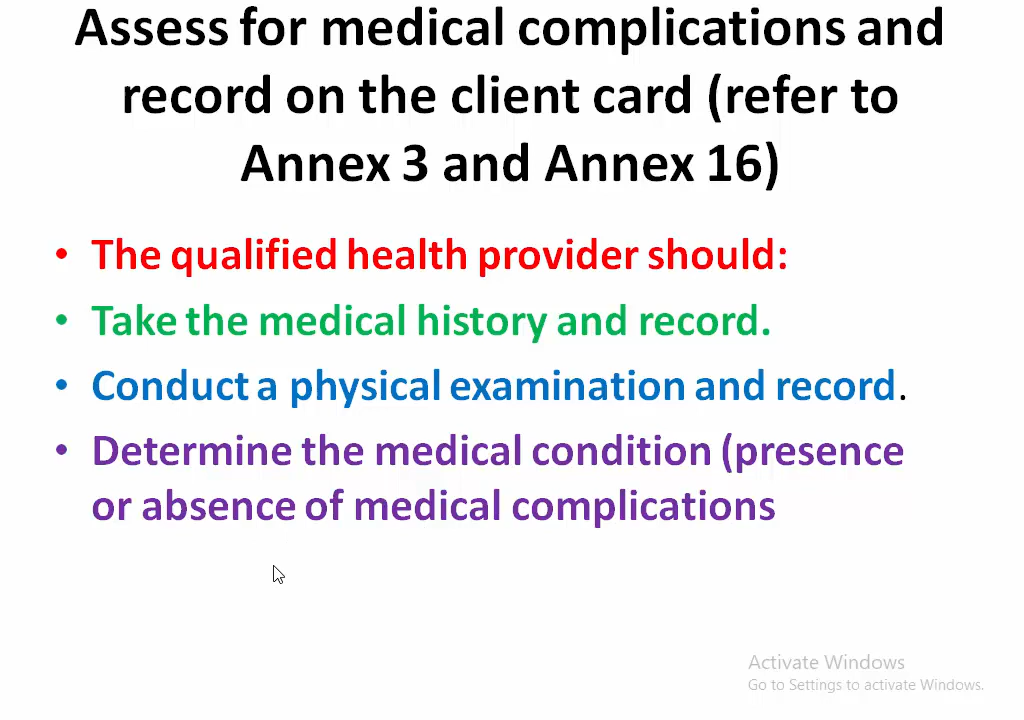 Assess for medical complications and
record on the client card (refer to
Annex 3 and Annex 16)
• The qualified health provider should:
• Take the medical history and record.
• Conduct a physical examination and record.
• Determine the medical condition (presence
or absence of medical complications
Activate Windows
Go to Settings to activate Windows.